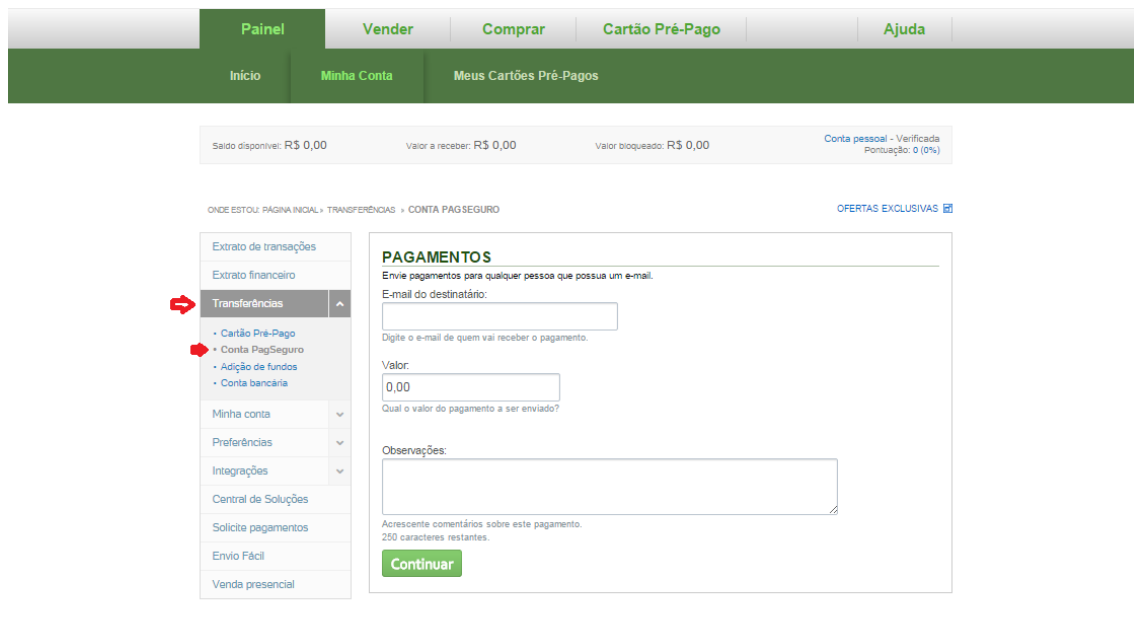 Painel Vender Comprar Cartão Pré-Pago Ajuda
Início Minha Conta Meus Cartões Pré-Pagos
Saldo disponível: R$ 0,00 Valor a receber: R$ 0,00 Valor bloqueado: R$ 0,00 Conta pessoal - Verificada
Pontuação: 0 (0%)
ONDE ESTOU: PÁGINA INICIAL » TRANSFERÊNCIAS » CONTA PAGSEGURO OFERTAS EXCLUSIVAS
Extrato de transações
Extrato financeiro
Transferências
• Cartão Pré-Pago
• Conta PagSeguro
• Adição de fundos
• Conta bancária
Minha conta
Preferências
Integrações
Central de Soluções
Solicite pagamentos
Envio Fácil
Venda presencial
PAGAMENTOS
Envie pagamentos para qualquer pessoa que possua um e-mail.
E-mail do destinatário:
Digite o e-mail de quem vai receber o pagamento.
Valor:
0,00
Qual o valor do pagamento a ser enviado?
Observações:
Acrescente comentários sobre este pagamento.
250 caracteres restantes.
Continuar